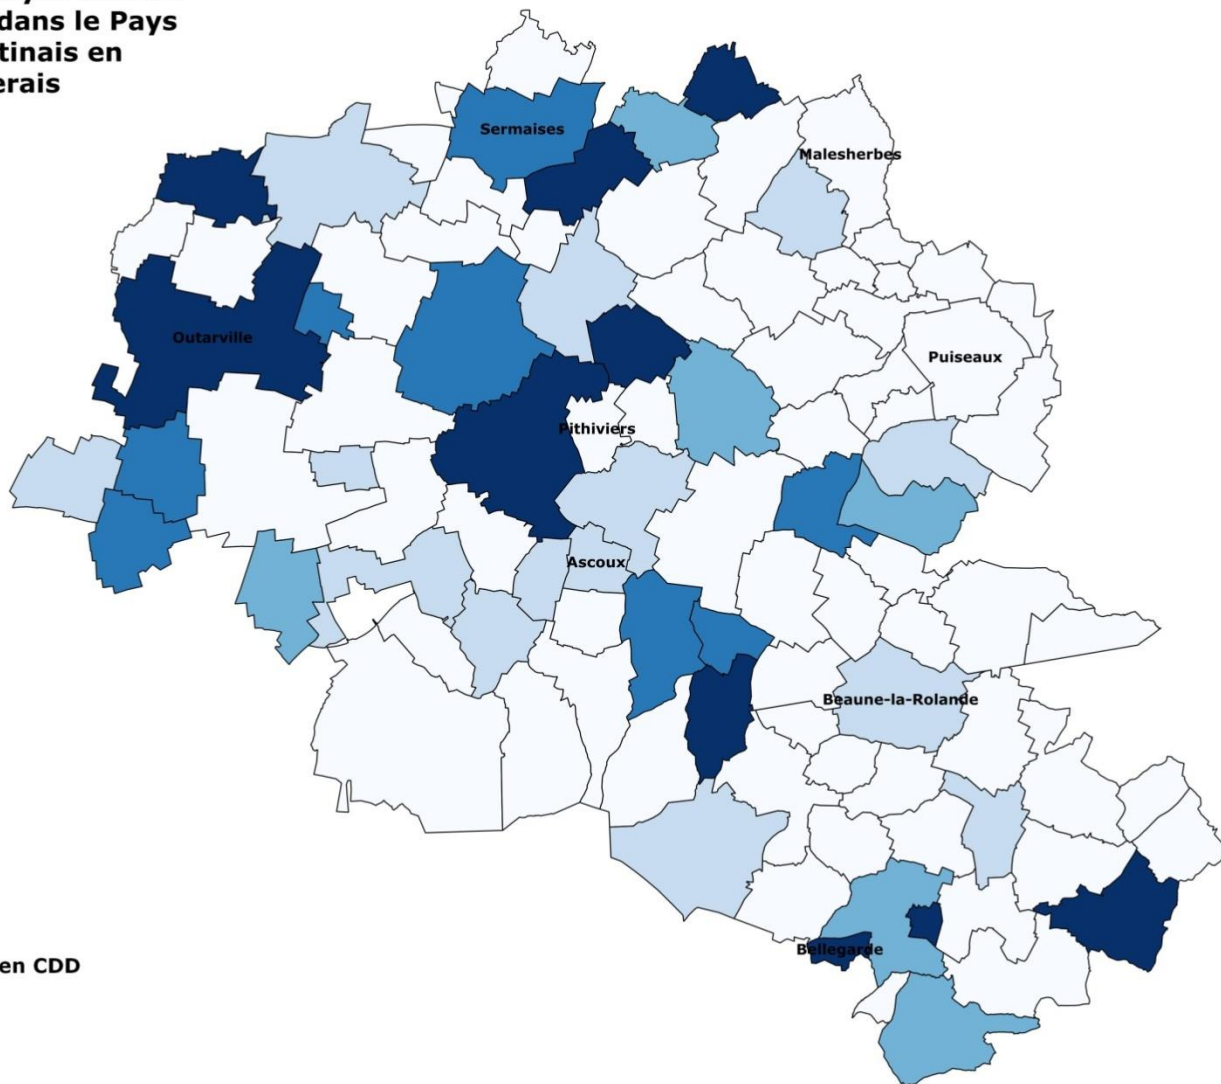 dans le Pays
tinais en
erais
Sermaises
Malesherbes
Outarville
Puiseaux
Pithiviers
Ascoux
Beaune-la-Rolande
Bellegarde
en CDD